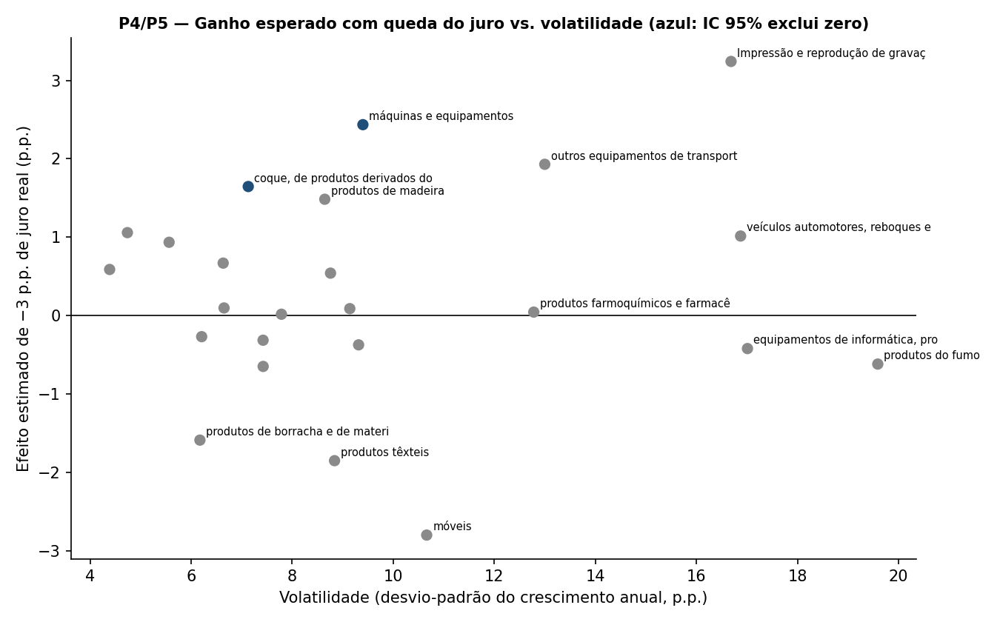 P4/P5 — Ganho esperado com queda do juro vs. volatilidade (azul: IC 95% exclui zero)
Efeito estimado de −3 p.p. de juro real (p.p.)
3
2
1
0
−1
−2
−3
Impressão e reprodução de gravaç
máquinas e equipamentos
outros equipamentos de transport
coque, de produtos derivados do
produtos de madeira
veículos automotores, reboques e
produtos farmoquímicos e farmacê
equipamentos de informática, pro
produtos do fumo
produtos de borracha e de materi
produtos têxteis
móveis
4 6 8 10 12 14 16 18 20
Volatilidade (desvio-padrão do crescimento anual, p.p.)